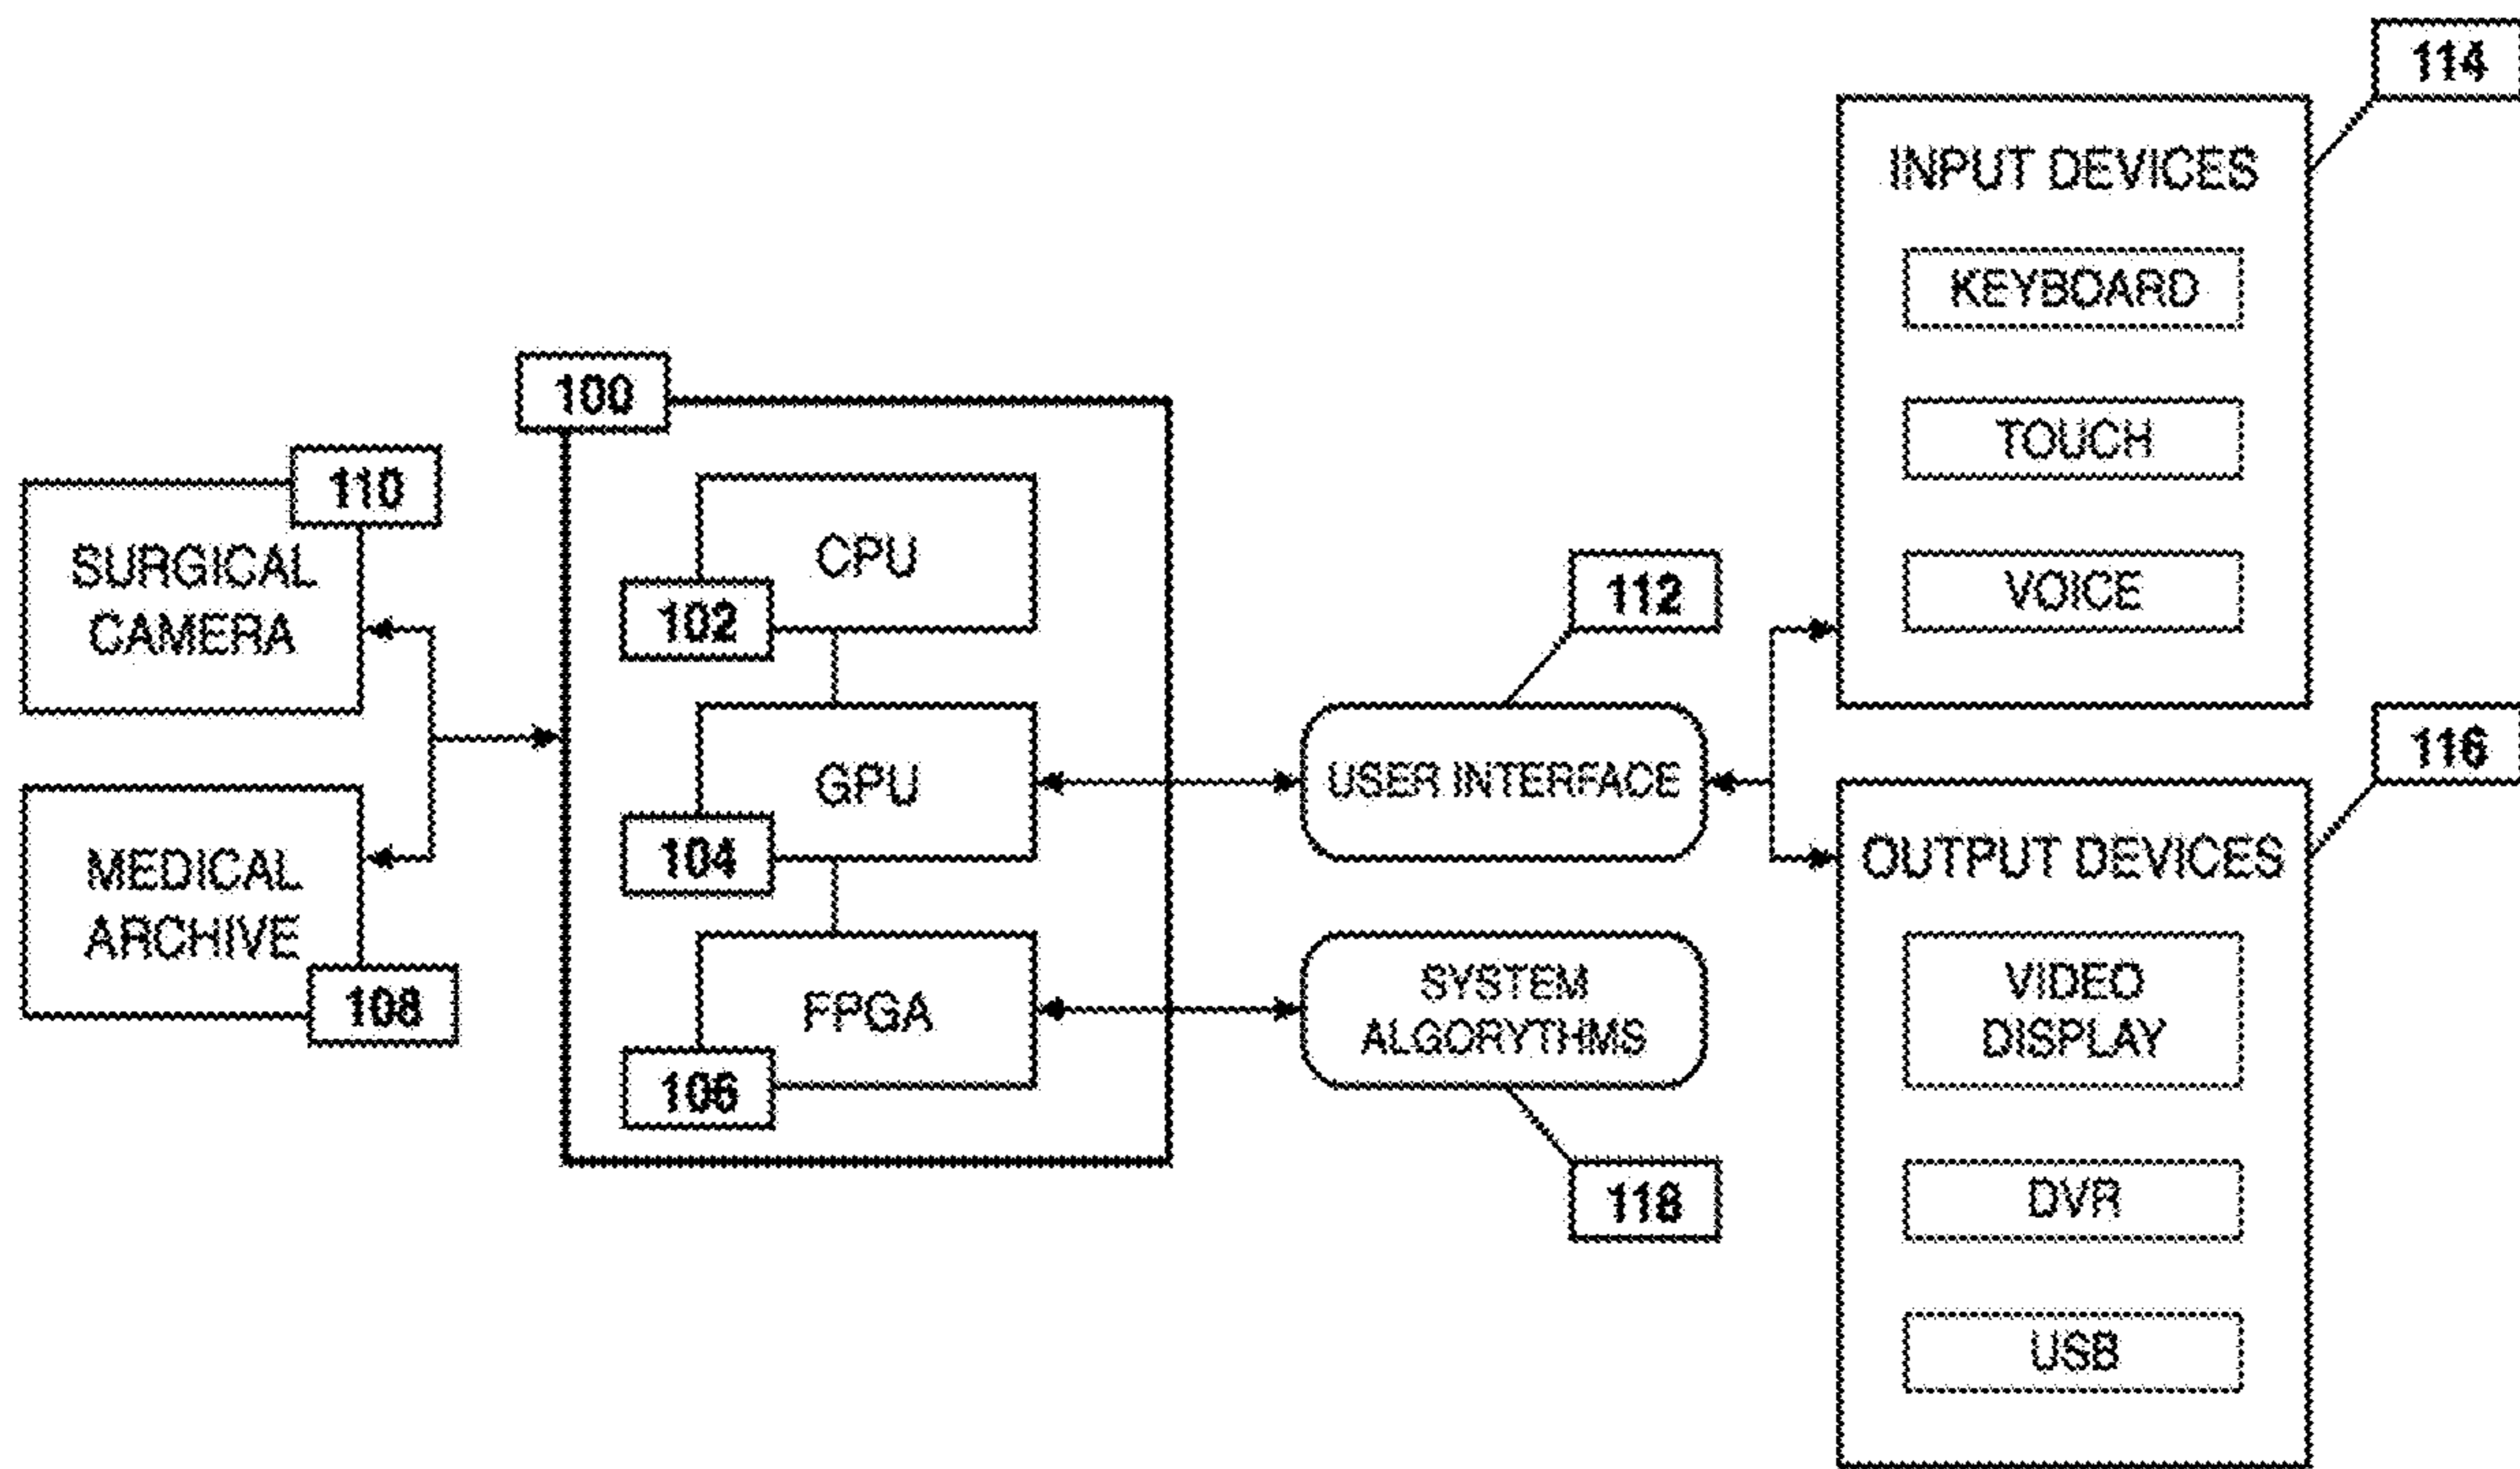 114
INPUT DEVICES
KEYBOARD
TOUCH
VOICE
100
110
SURGICAL
CAMERA
CPU
102
112
GPU
104
USER INTERFACE
116
OUTPUT DEVICES
MEDICAL
ARCHIVE
108
FPGA
106
SYSTEM
ALGORYTHMS
118
VIDEO
DISPLAY
DVR
USB